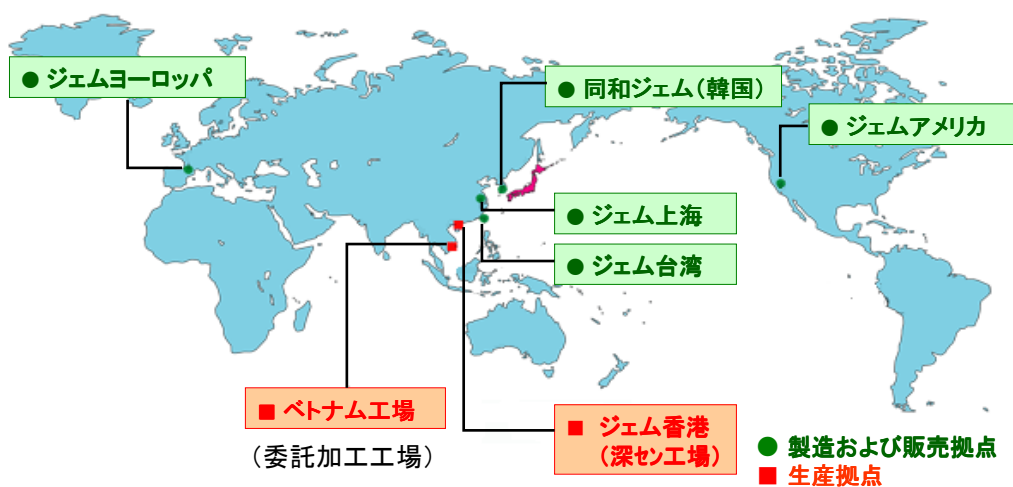 ● ジェムヨーロッパ
● 同和ジェム（韓国）
● ジェムアメリカ
● ジェム上海
● ジェム台湾
■ ベトナム工場
（委託加工工場）
■ ジェム香港
（深セン工場）
● 製造および販売拠点
■ 生産拠点